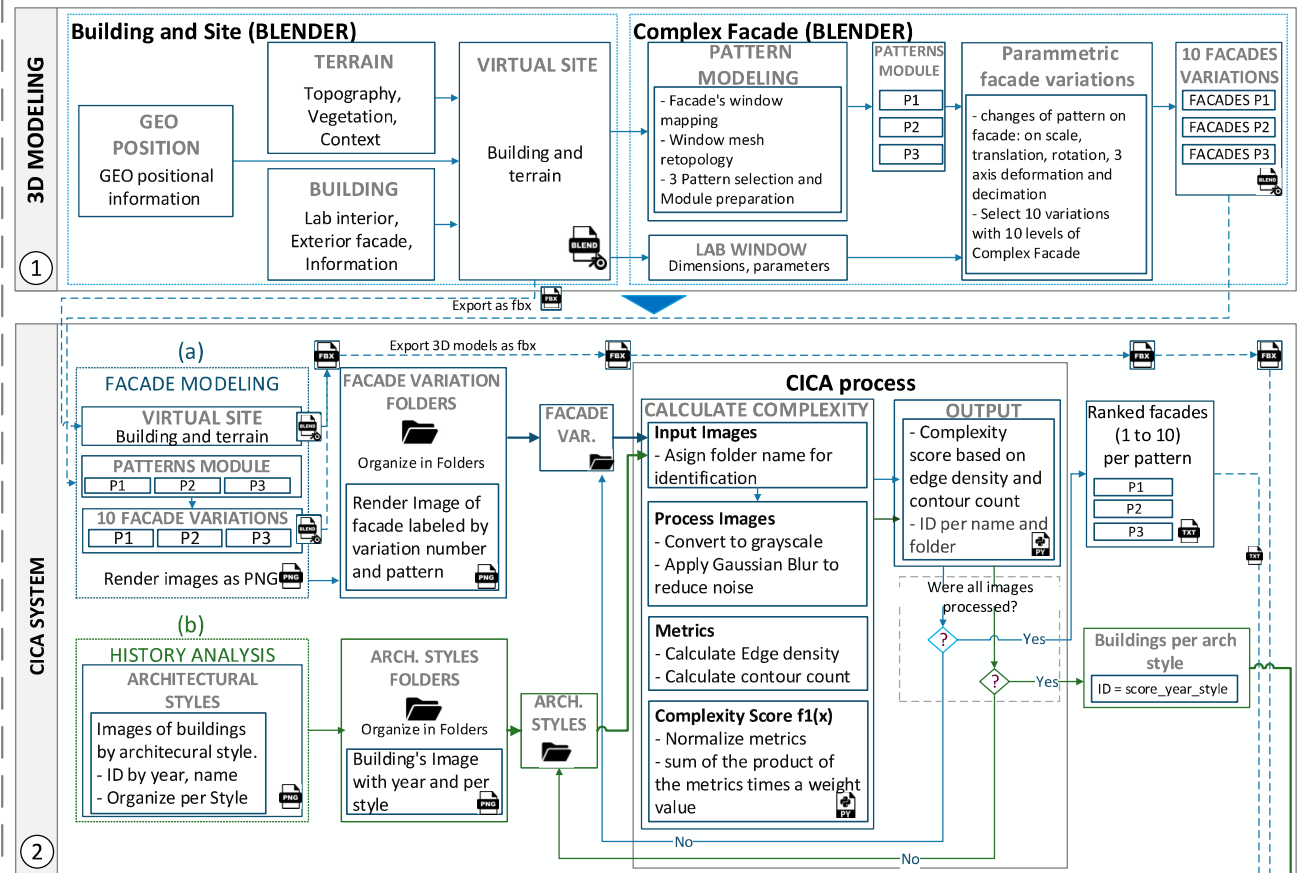 3D MODELING
1
Building and Site (BLENDER)
GEO
POSITION
GEO positional
information
TERRAIN
Topography,
Vegetation,
Context
BUILDING
Lab interior,
Exterior facade,
Information
VIRTUAL SITE
Building and
terrain
BLEND
Complex Facade (BLENDER)
PATTERN
MODELING
- Facade's window
mapping
- Window mesh
retopology
- 3 Pattern selection and
Module preparation
PATTERNS
MODULE
P1
P2
P3
LAB WINDOW
Dimensions, parameters
Parammetric
facade variations
- changes of pattern on
facade: on scale,
translation, rotation, 3
axis deformation and
decimation
- Select 10 variations
with 10 levels of
Complex Facade
10 FACADES
VARIATIONS
FACADES P1
FACADES P2
FACADES P3
BLEND
Export as fbx
FBX
CICA SYSTEM
2
(a)
FACADE MODELING
VIRTUAL SITE
Building and terrain
BLEND
PATTERNS MODULE
P1
P2
P3
10 FACADE VARIATIONS
P1
P2
P3
BLEND
Render images as PNG
PNG
FBX
Export 3D models as fbx
FBX
FBX
FBX
FACADE VARIATION
FOLDERS
Organize in Folders
Render Image of
facade labeled by
variation number
and pattern
PNG
FACADE
VAR.
CICA process
CALCULATE COMPLEXITY
Input Images
- Asign folder name for
identification
Process Images
- Convert to grayscale
- Apply Gaussian Blur to
reduce noise
Metrics
- Calculate Edge density
- Calculate contour count
Complexity Score f1(x)
- Normalize metrics
- sum of the product of
the metrics times a weight
value
PY
OUTPUT
- Complexity
score based on
edge density and
contour count
- ID per name and
folder
PY
Were all images
processed?
?
Yes
?
Yes
No
No
Ranked facades
(1 to 10)
per pattern
P1
P2
P3
TXT
TXT
Buildings per arch
style
ID = score_year_style
(b)
HISTORY ANALYSIS
ARCHITECTURAL
STYLES
Images of buildings
by architecural style.
- ID by year, name
- Organize per Style
PNG
ARCH. STYLES
FOLDERS
Organize in Folders
Building's Image
with year and per
style
PNG
ARCH.
STYLES